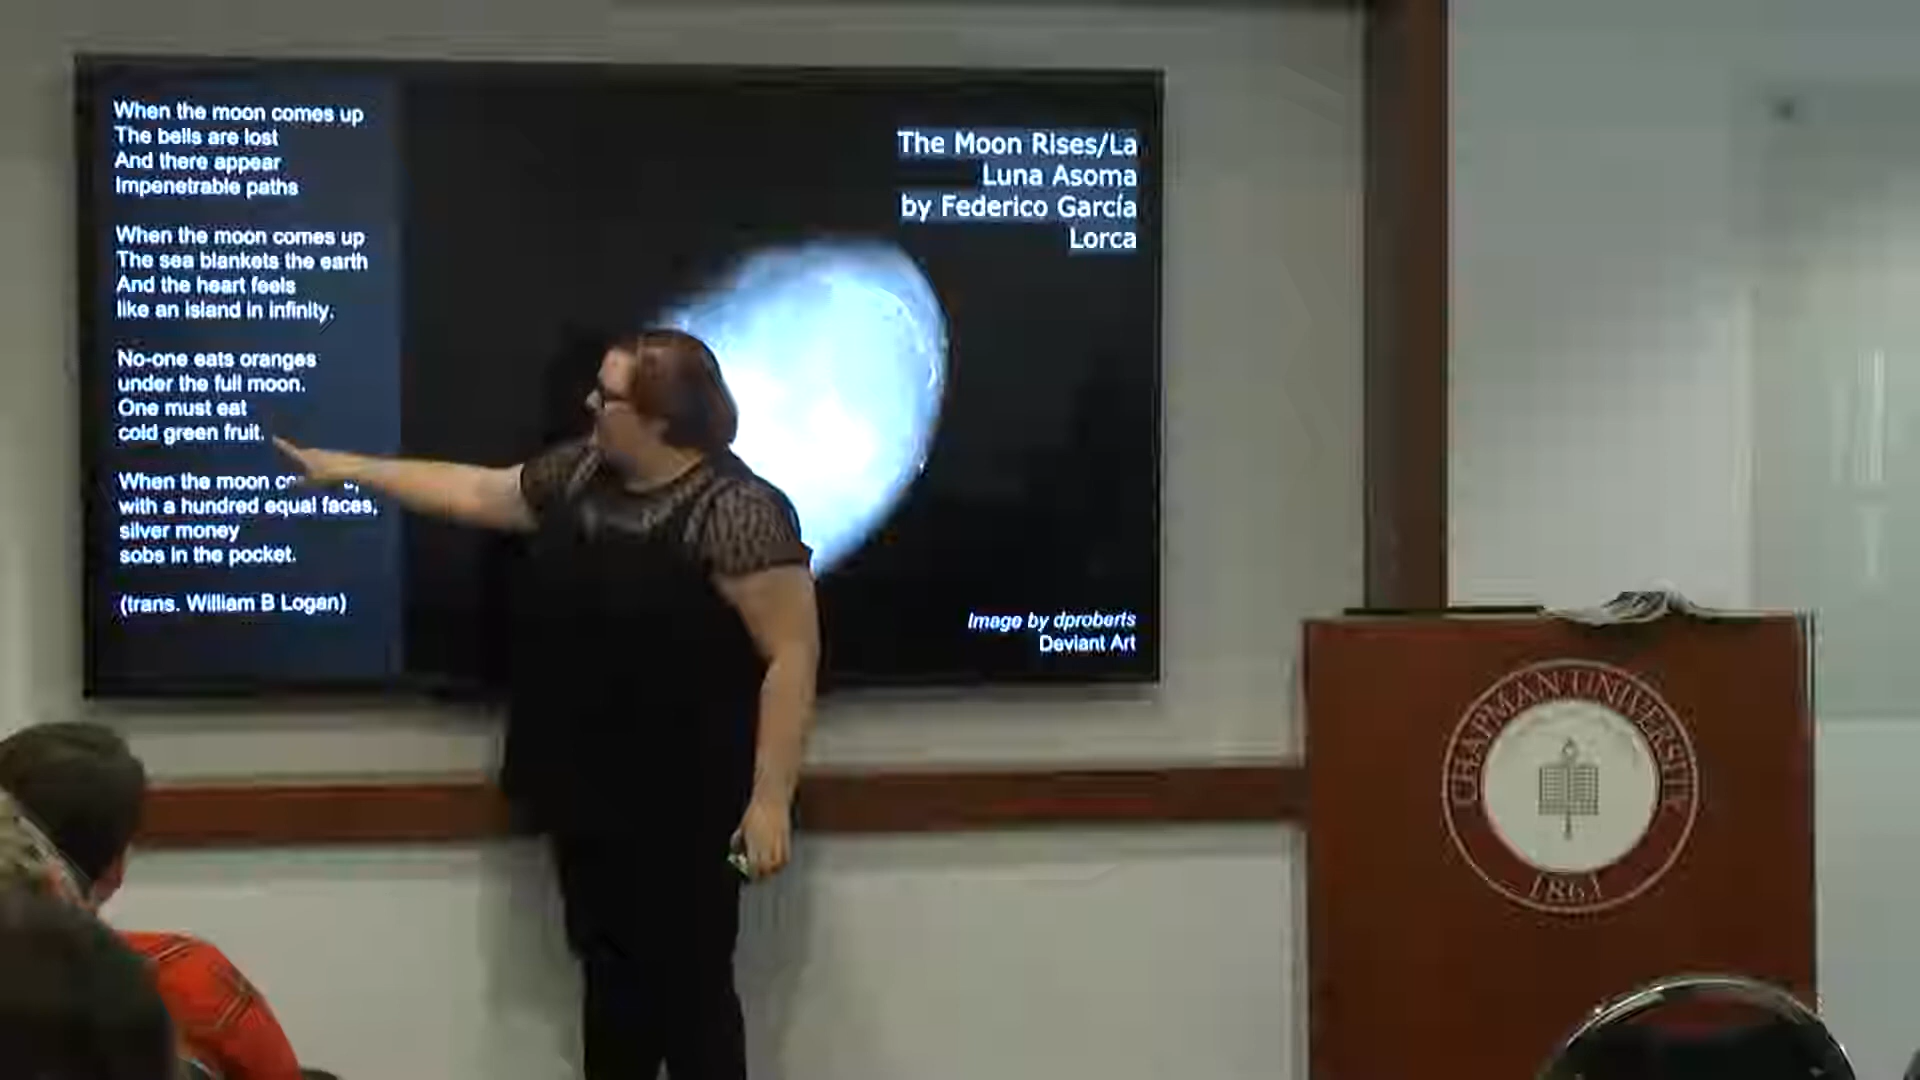 When the moon comes up
The bells are lost
And there appear
Impenetrable paths
When the moon comes up
The sea blankets the earth
And the heart feels
like an island in infinity.
No-one eats oranges
under the full moon.
One must eat
cold green fruit.
When the moon
with a hundred equal faces,
silver money
sobs in the pocket.
(trans. William B Logan)
The Moon Rises/La
Luna Asoma
by Federico García
Lorca
Image by dproberts
Deviant Art
CHAPMAN UNIVERSITY
1861